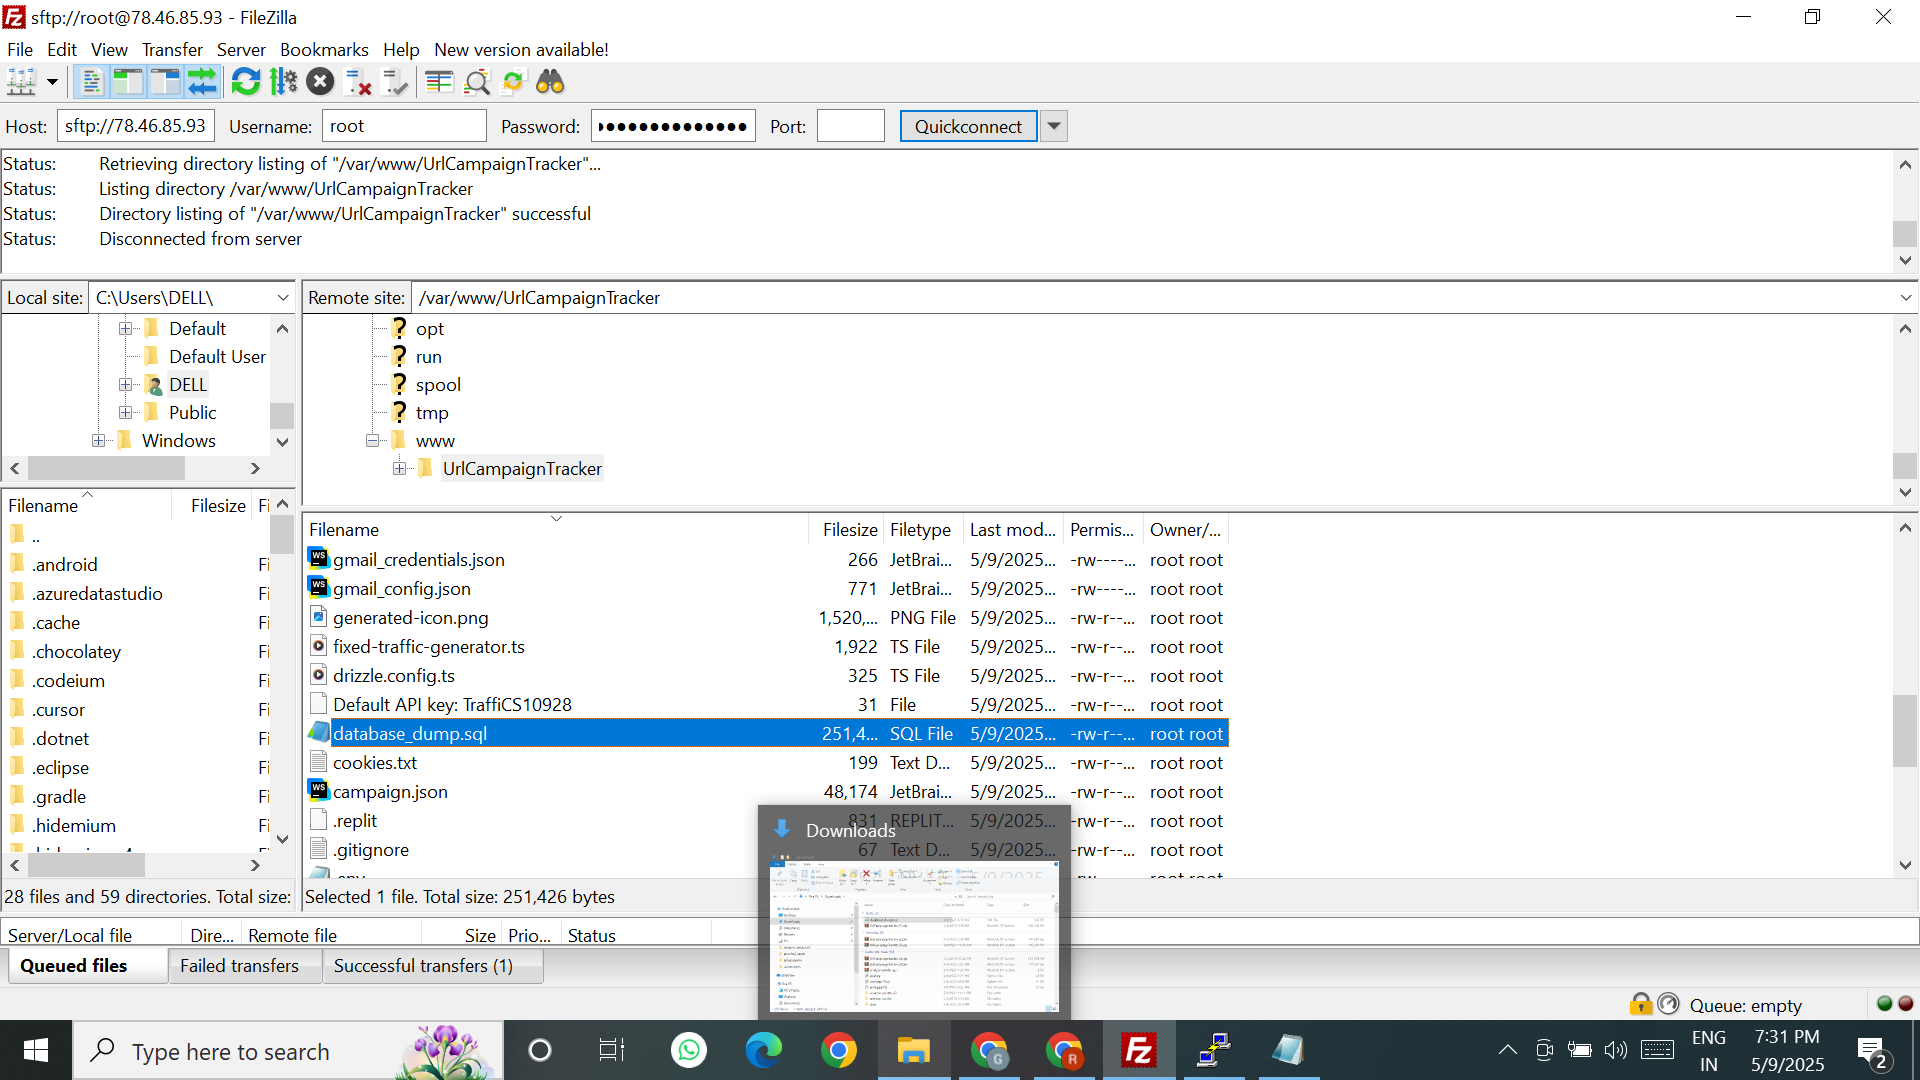 sftp://root@78.46.85.93 - FileZilla
File Edit View Transfer Server Bookmarks Help New version available!
Host: sftp://78.46.85.93 Username: root Password: ●●●●●●●●●●●●●● Port: Quickconnect
Status: Retrieving directory listing of "/var/www/UrlCampaignTracker"...
Status: Listing directory /var/www/UrlCampaignTracker
Status: Directory listing of "/var/www/UrlCampaignTracker" successful
Status: Disconnected from server
Local site: C:\Users\DELL\
Default
Default User
DELL
Public
Windows
Remote site: /var/www/UrlCampaignTracker
opt
run
spool
tmp
www
UrlCampaignTracker
Filename Filesize Fi
..
.android Fi
.azuredatastudio Fi
.cache Fi
.chocolatey Fi
.codeium Fi
.cursor Fi
.dotnet Fi
.eclipse Fi
.gradle Fi
.hidemium Fi
28 files and 59 directories. Total size:
Filename Filesize Filetype Last mod... Permis... Owner/...
gmail_credentials.json 266 JetBrai... 5/9/2025... -rw----... root root
gmail_config.json 771 JetBrai... 5/9/2025... -rw----... root root
generated-icon.png 1,520,... PNG File 5/9/2025... -rw-r--... root root
fixed-traffic-generator.ts 1,922 TS File 5/9/2025... -rw-r--... root root
drizzle.config.ts 325 TS File 5/9/2025... -rw-r--... root root
Default API key: TraffiCS10928 31 File 5/9/2025... -rw-r--... root root
database_dump.sql 251,4... SQL File 5/9/2025... -rw-r--... root root
cookies.txt 199 Text D... 5/9/2025... -rw-r--... root root
campaign.json 48,174 JetBrai... 5/9/2025... -rw-r--... root root
.replit 831 REPLIT... 5/9/2025... -rw-r--... root root
.gitignore 67 Text D... 5/9/2025... -rw-r--... root root
Selected 1 file. Total size: 251,426 bytes
Downloads
Server/Local file Dire... Remote file Size Prio... Status
Queued files Failed transfers Successful transfers (1)
Queue: empty
Type here to search
ENG
IN
7:31 PM
5/9/2025
2